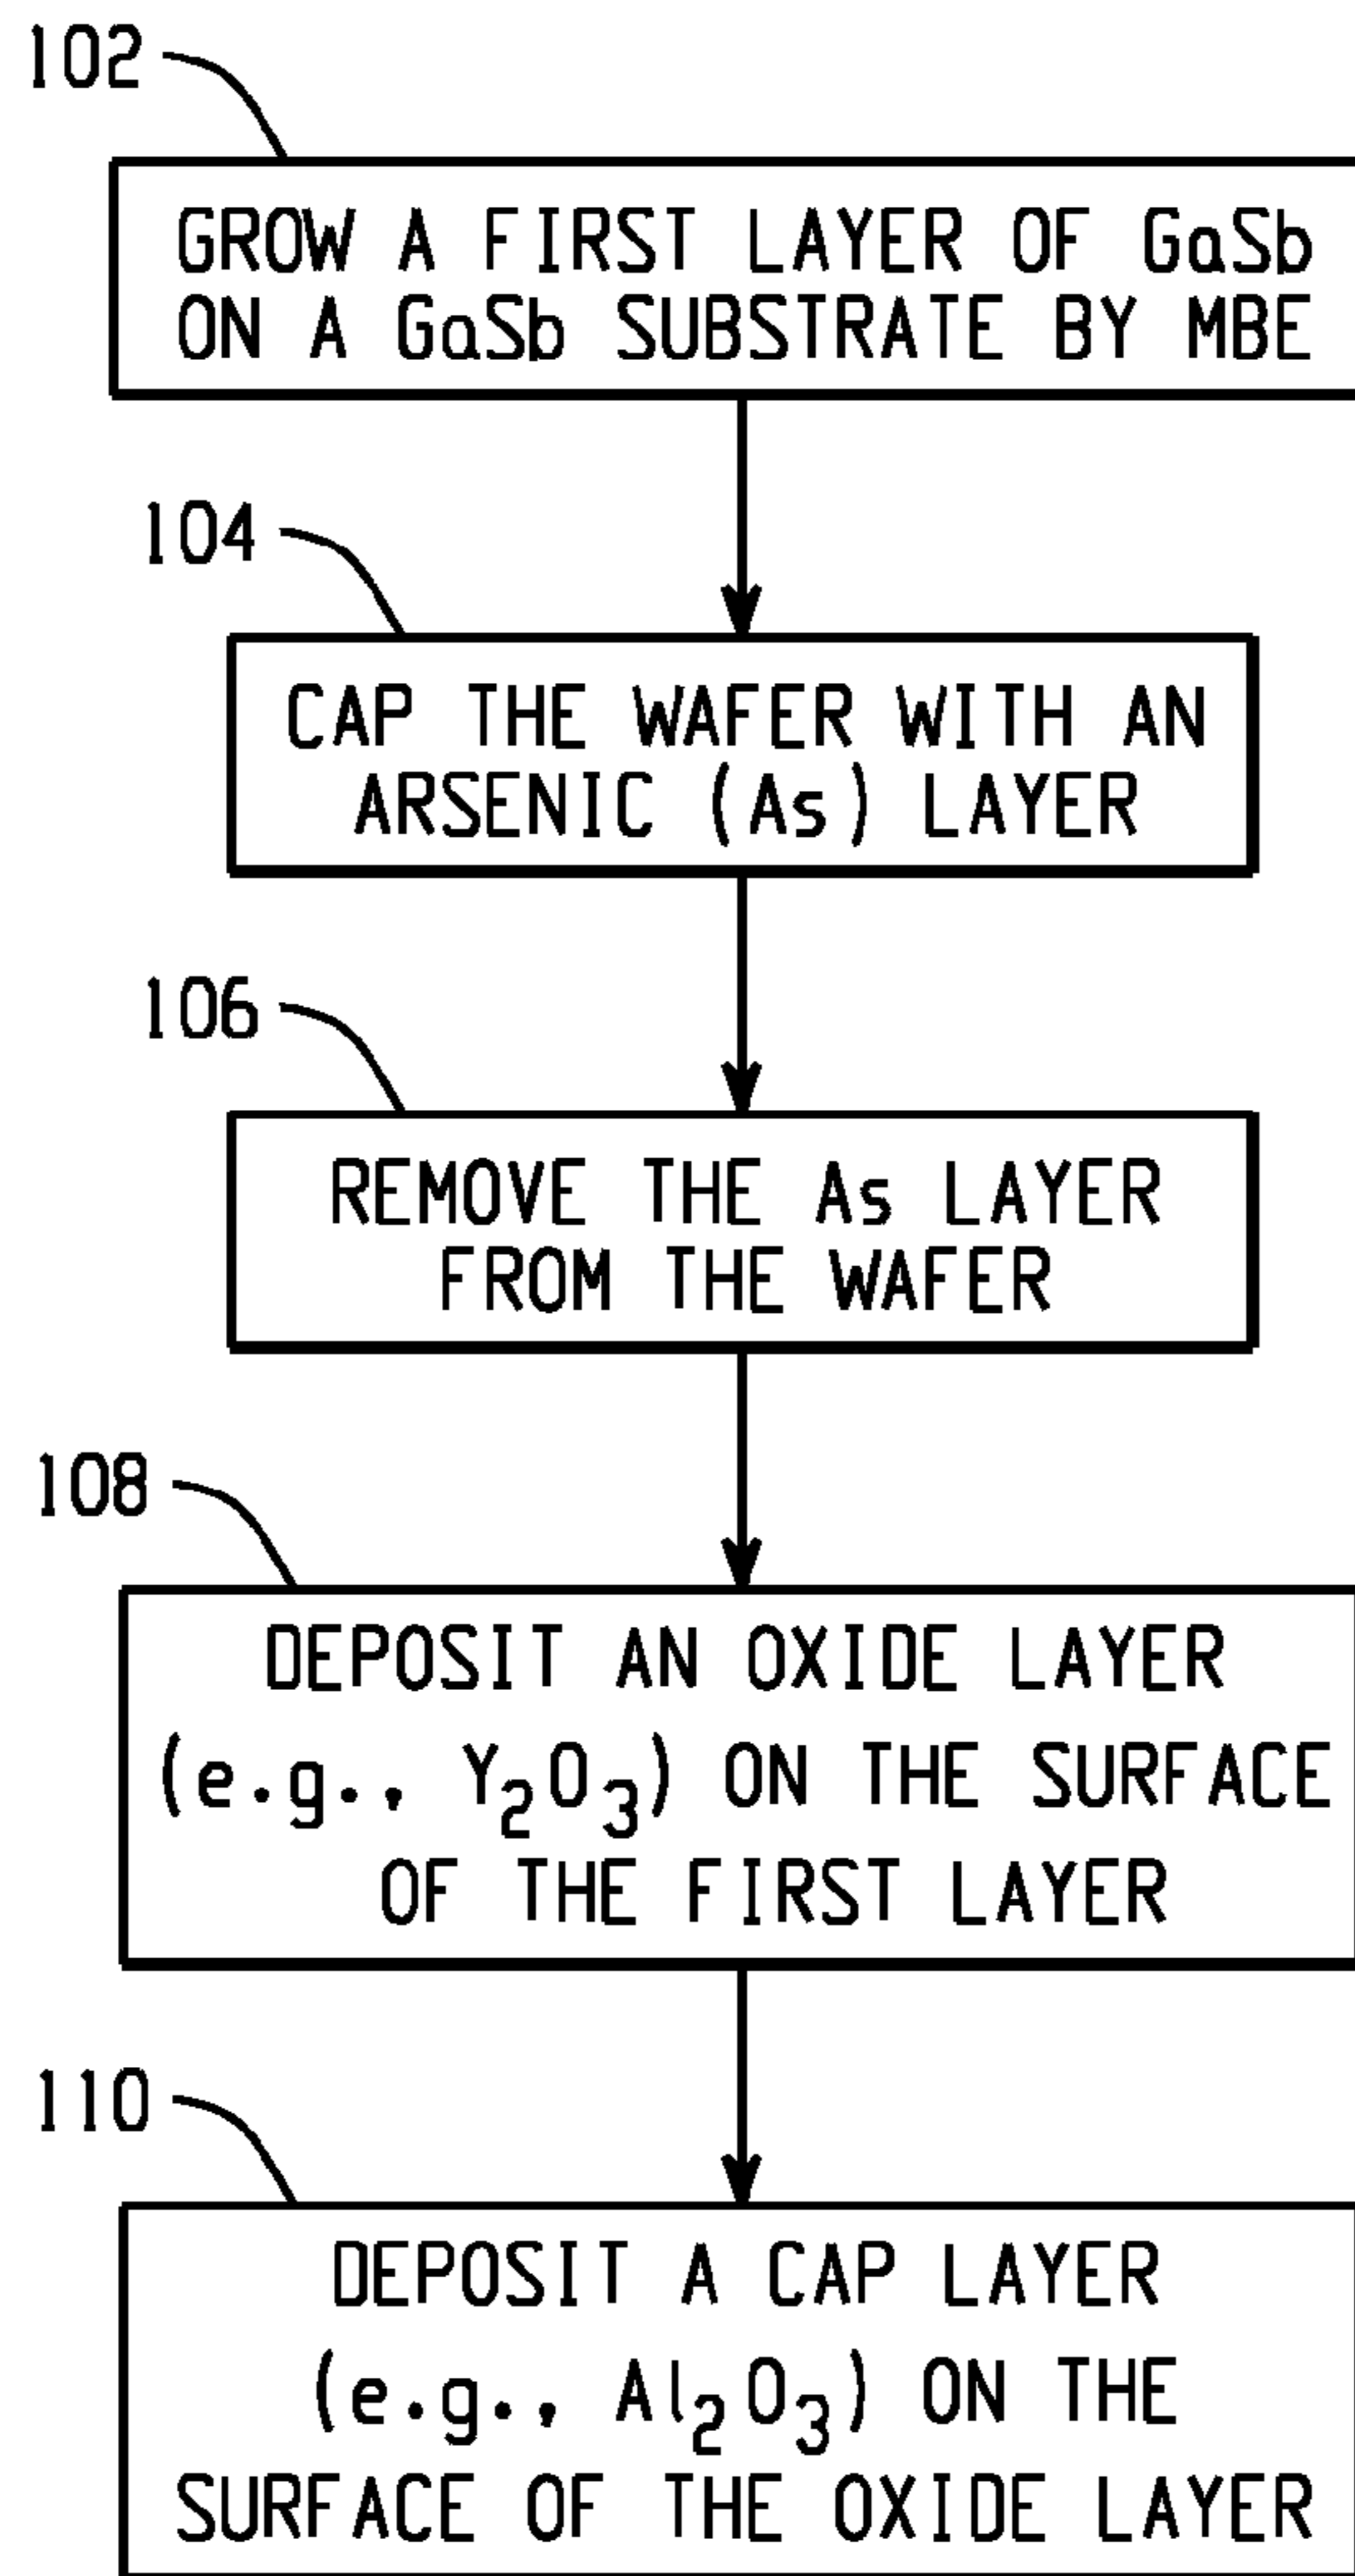 102
GROW A FIRST LAYER OF GaSb
ON A GaSb SUBSTRATE BY MBE
104
CAP THE WAFER WITH AN
ARSENIC (As) LAYER
106
REMOVE THE As LAYER
FROM THE WAFER
108
DEPOSIT AN OXIDE LAYER
(e.g., Y₂O₃) ON THE SURFACE
OF THE FIRST LAYER
110
DEPOSIT A CAP LAYER
(e.g., Al₂O₃) ON THE
SURFACE OF THE OXIDE LAYER